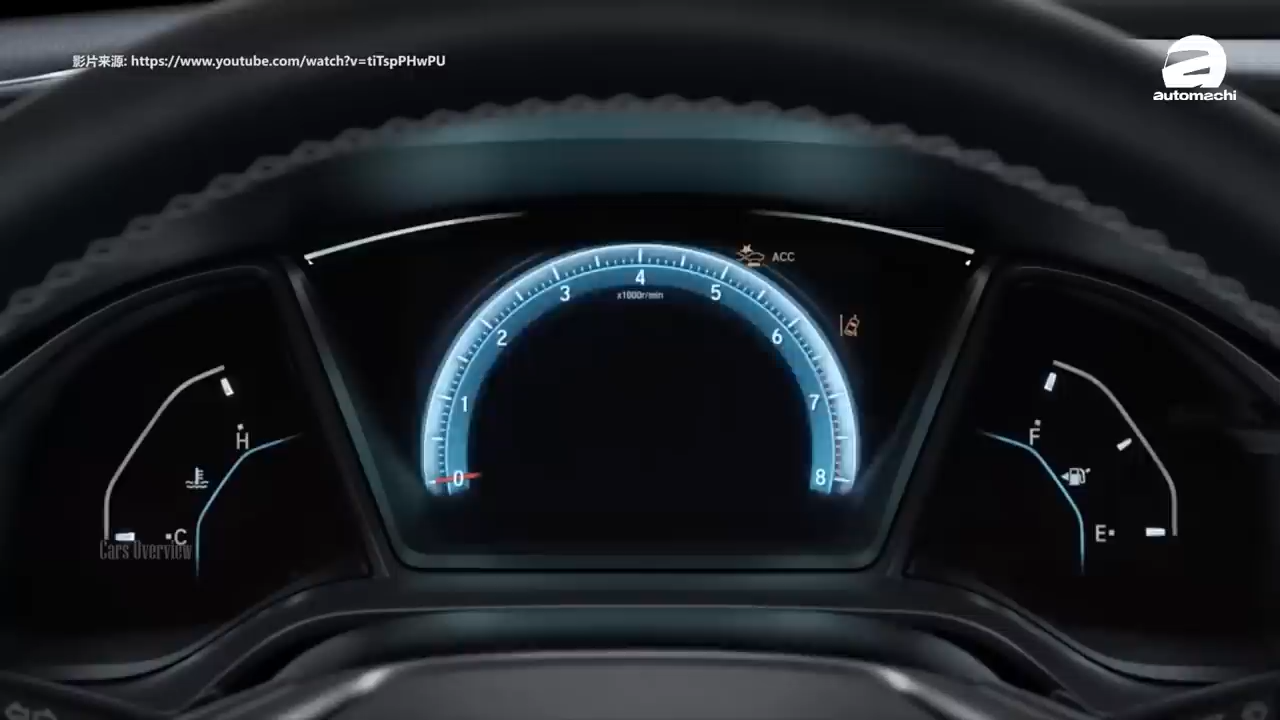 影片来源: https://www.youtube.com/watch?v=tiTspPHwPU
automachi
ACC
4
3
5
x1000r/min
2
6
1
7
H
F
0
8
C
E
Cars Overview